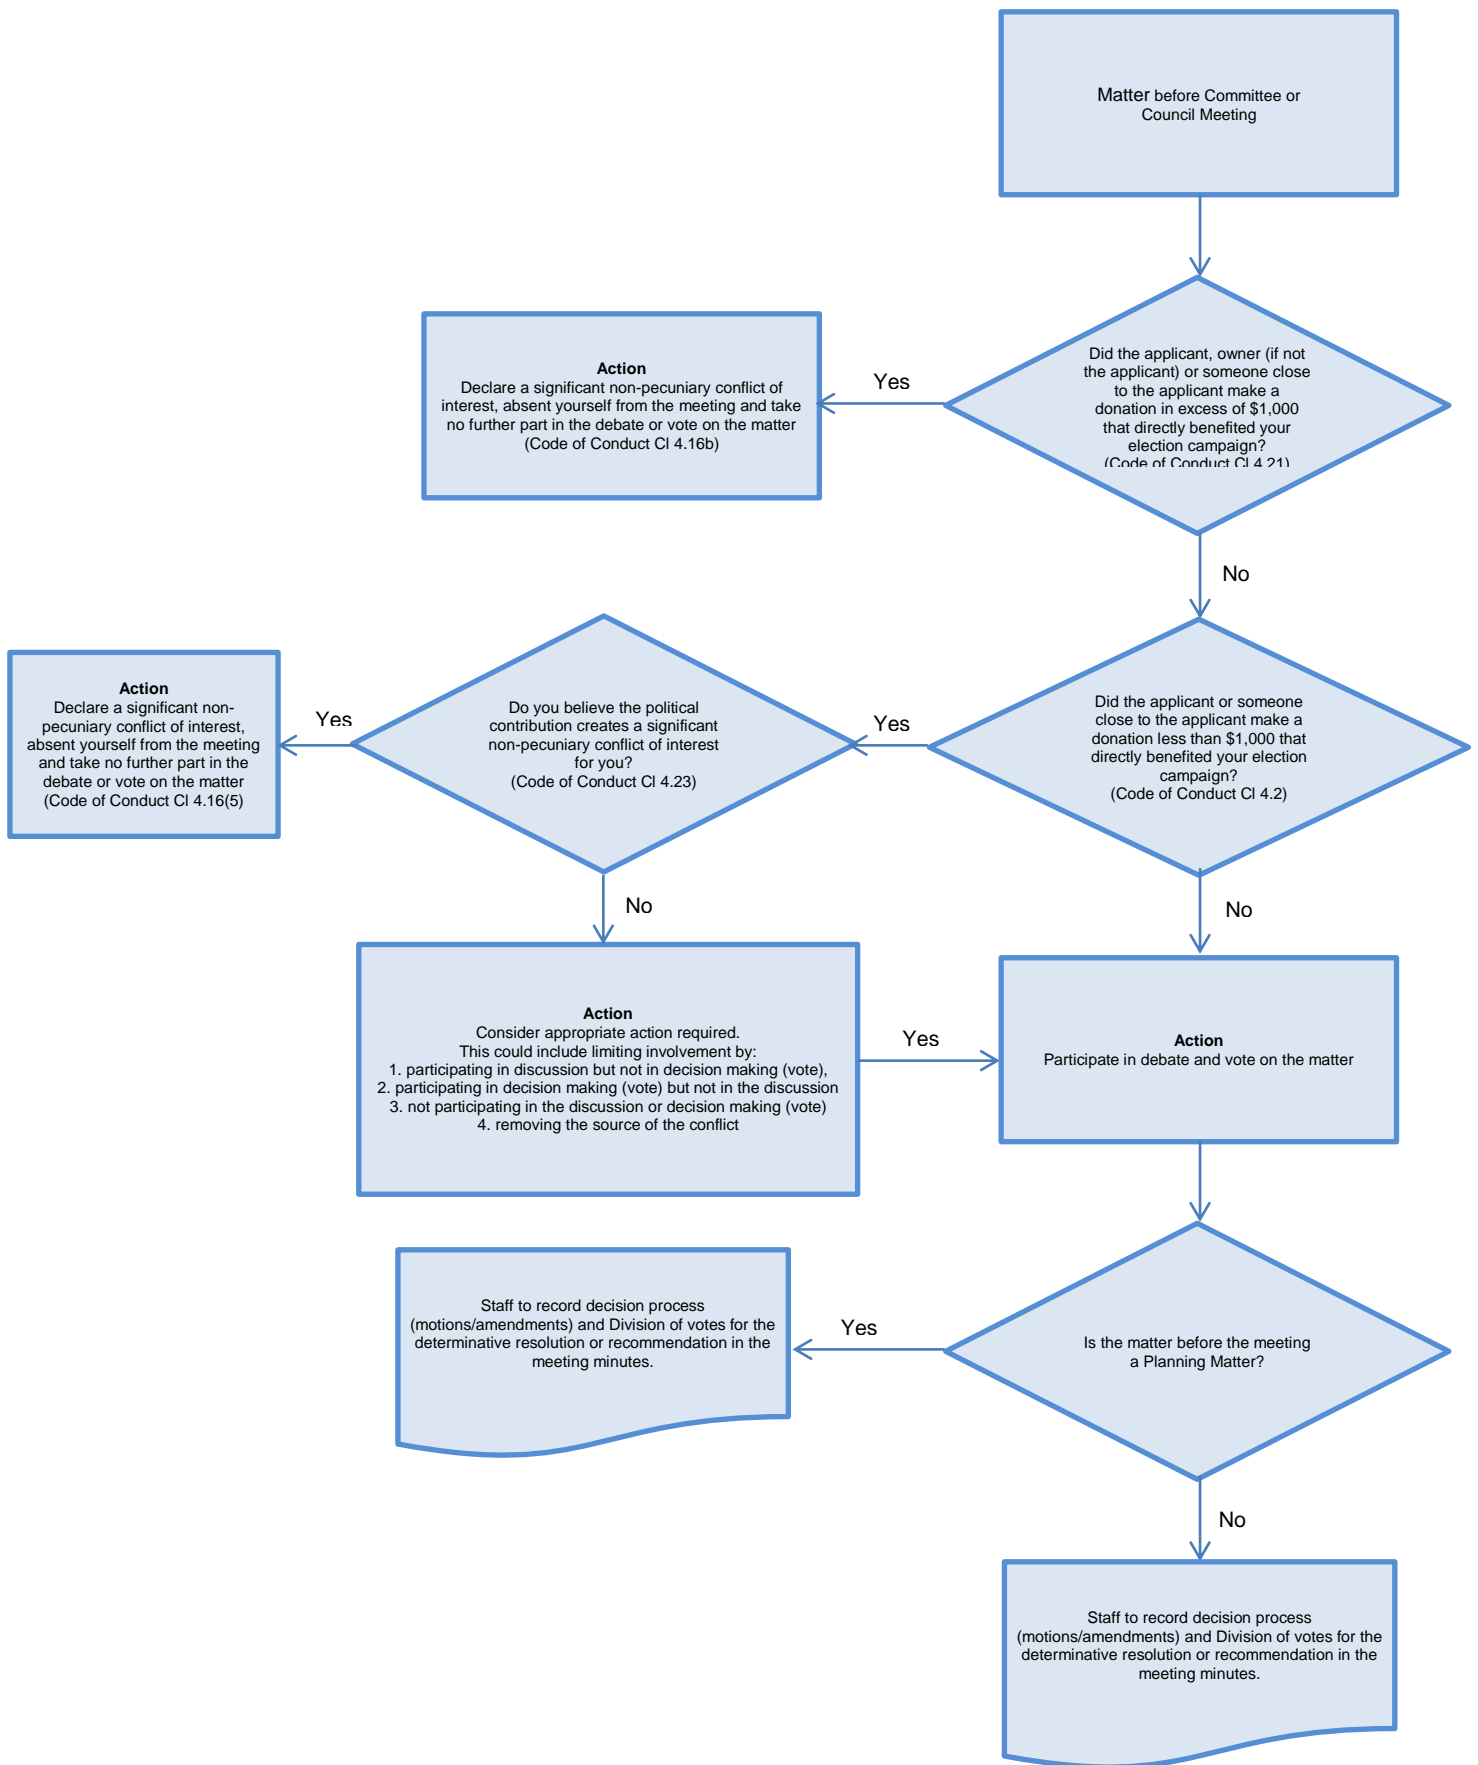 Matter before Committee or
Council Meeting
Did the applicant, owner (if not
the applicant) or someone close
to the applicant make a
donation in excess of $1,000
that directly benefited your
election campaign?
(Code of Conduct Cl 4.21)
Yes
Action
Declare a significant non-pecuniary conflict of
interest, absent yourself from the meeting and take
no further part in the debate or vote on the matter
(Code of Conduct Cl 4.16b)
No
Did the applicant or someone
close to the applicant make a
donation less than $1,000 that
directly benefited your election
campaign?
(Code of Conduct Cl 4.2)
Yes
Do you believe the political
contribution creates a significant
non-pecuniary conflict of interest
for you?
(Code of Conduct Cl 4.23)
Yes
Action
Declare a significant non-
pecuniary conflict of interest,
absent yourself from the meeting
and take no further part in the
debate or vote on the matter
(Code of Conduct Cl 4.16(5)
No
No
Action
Consider appropriate action required.
This could include limiting involvement by:
1. participating in discussion but not in decision making (vote),
2. participating in decision making (vote) but not in the discussion
3. not participating in the discussion or decision making (vote)
4. removing the source of the conflict
Yes
Action
Participate in debate and vote on the matter
Is the matter before the meeting
a Planning Matter?
Yes
Staff to record decision process
(motions/amendments) and Division of votes for the
determinative resolution or recommendation in the
meeting minutes.
No
Staff to record decision process
(motions/amendments) and Division of votes for the
determinative resolution or recommendation in the
meeting minutes.